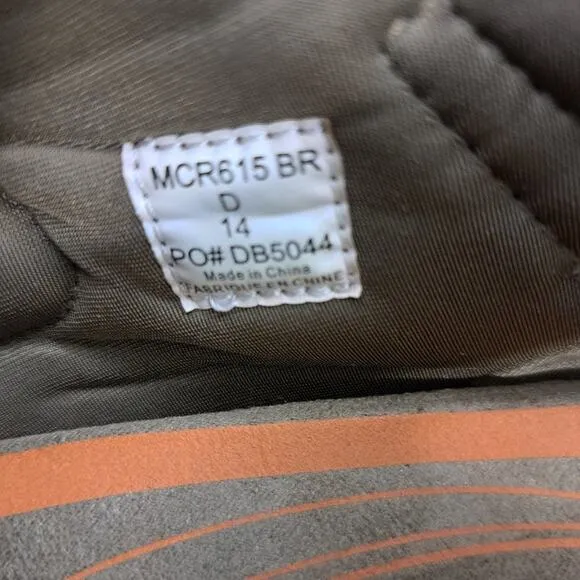 MCR615 BR
D
14
PO# DB5044
Made in China
FABRIQUE EN CHINE